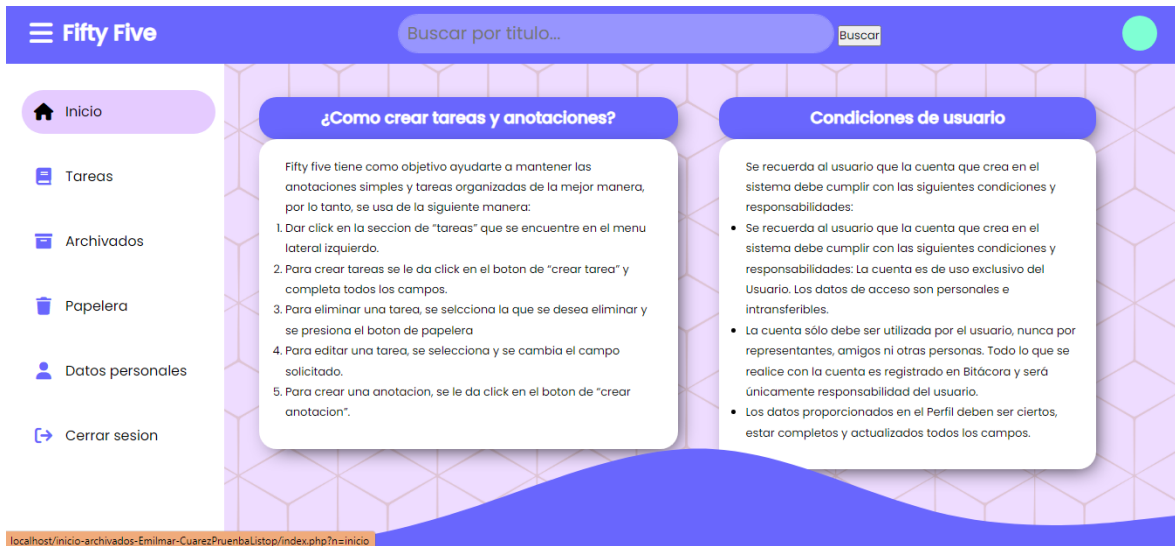 Fifty Five
Buscar por titulo...
Buscar
Inicio
Tareas
Archivados
Papelera
Datos personales
Cerrar sesion
¿Como crear tareas y anotaciones?
Fifty five tiene como objetivo ayudarte a mantener las
anotaciones simples y tareas organizadas de la mejor manera,
por lo tanto, se usa de la siguiente manera:
1. Dar click en la seccion de “tareas” que se encuentre en el menu
lateral izquierdo.
2. Para crear tareas se le da click en el boton de “crear tarea” y
completa todos los campos.
3. Para eliminar una tarea, se selcciona la que se desea eliminar y
se presiona el boton de papelera
4. Para editar una tarea, se selecciona y se cambia el campo
solicitado.
5. Para crear una anotacion, se le da click en el boton de “crear
anotacion”.
Condiciones de usuario
Se recuerda al usuario que la cuenta que crea en el
sistema debe cumplir con las siguientes condiciones y
responsabilidades:
• Se recuerda al usuario que la cuenta que crea en el
sistema debe cumplir con las siguientes condiciones y
responsabilidades: La cuenta es de uso exclusivo del
Usuario. Los datos de acceso son personales e
intransferibles.
• La cuenta sólo debe ser utilizada por el usuario, nunca por
representantes, amigos ni otras personas. Todo lo que se
realice con la cuenta es registrado en Bitácora y será
únicamente responsabilidad del usuario.
• Los datos proporcionados en el Perfil deben ser ciertos,
estar completos y actualizados todos los campos.
localhost/inicio-archivados-Emilmar-CuarezPruenbaListop/index.php?n=inicio